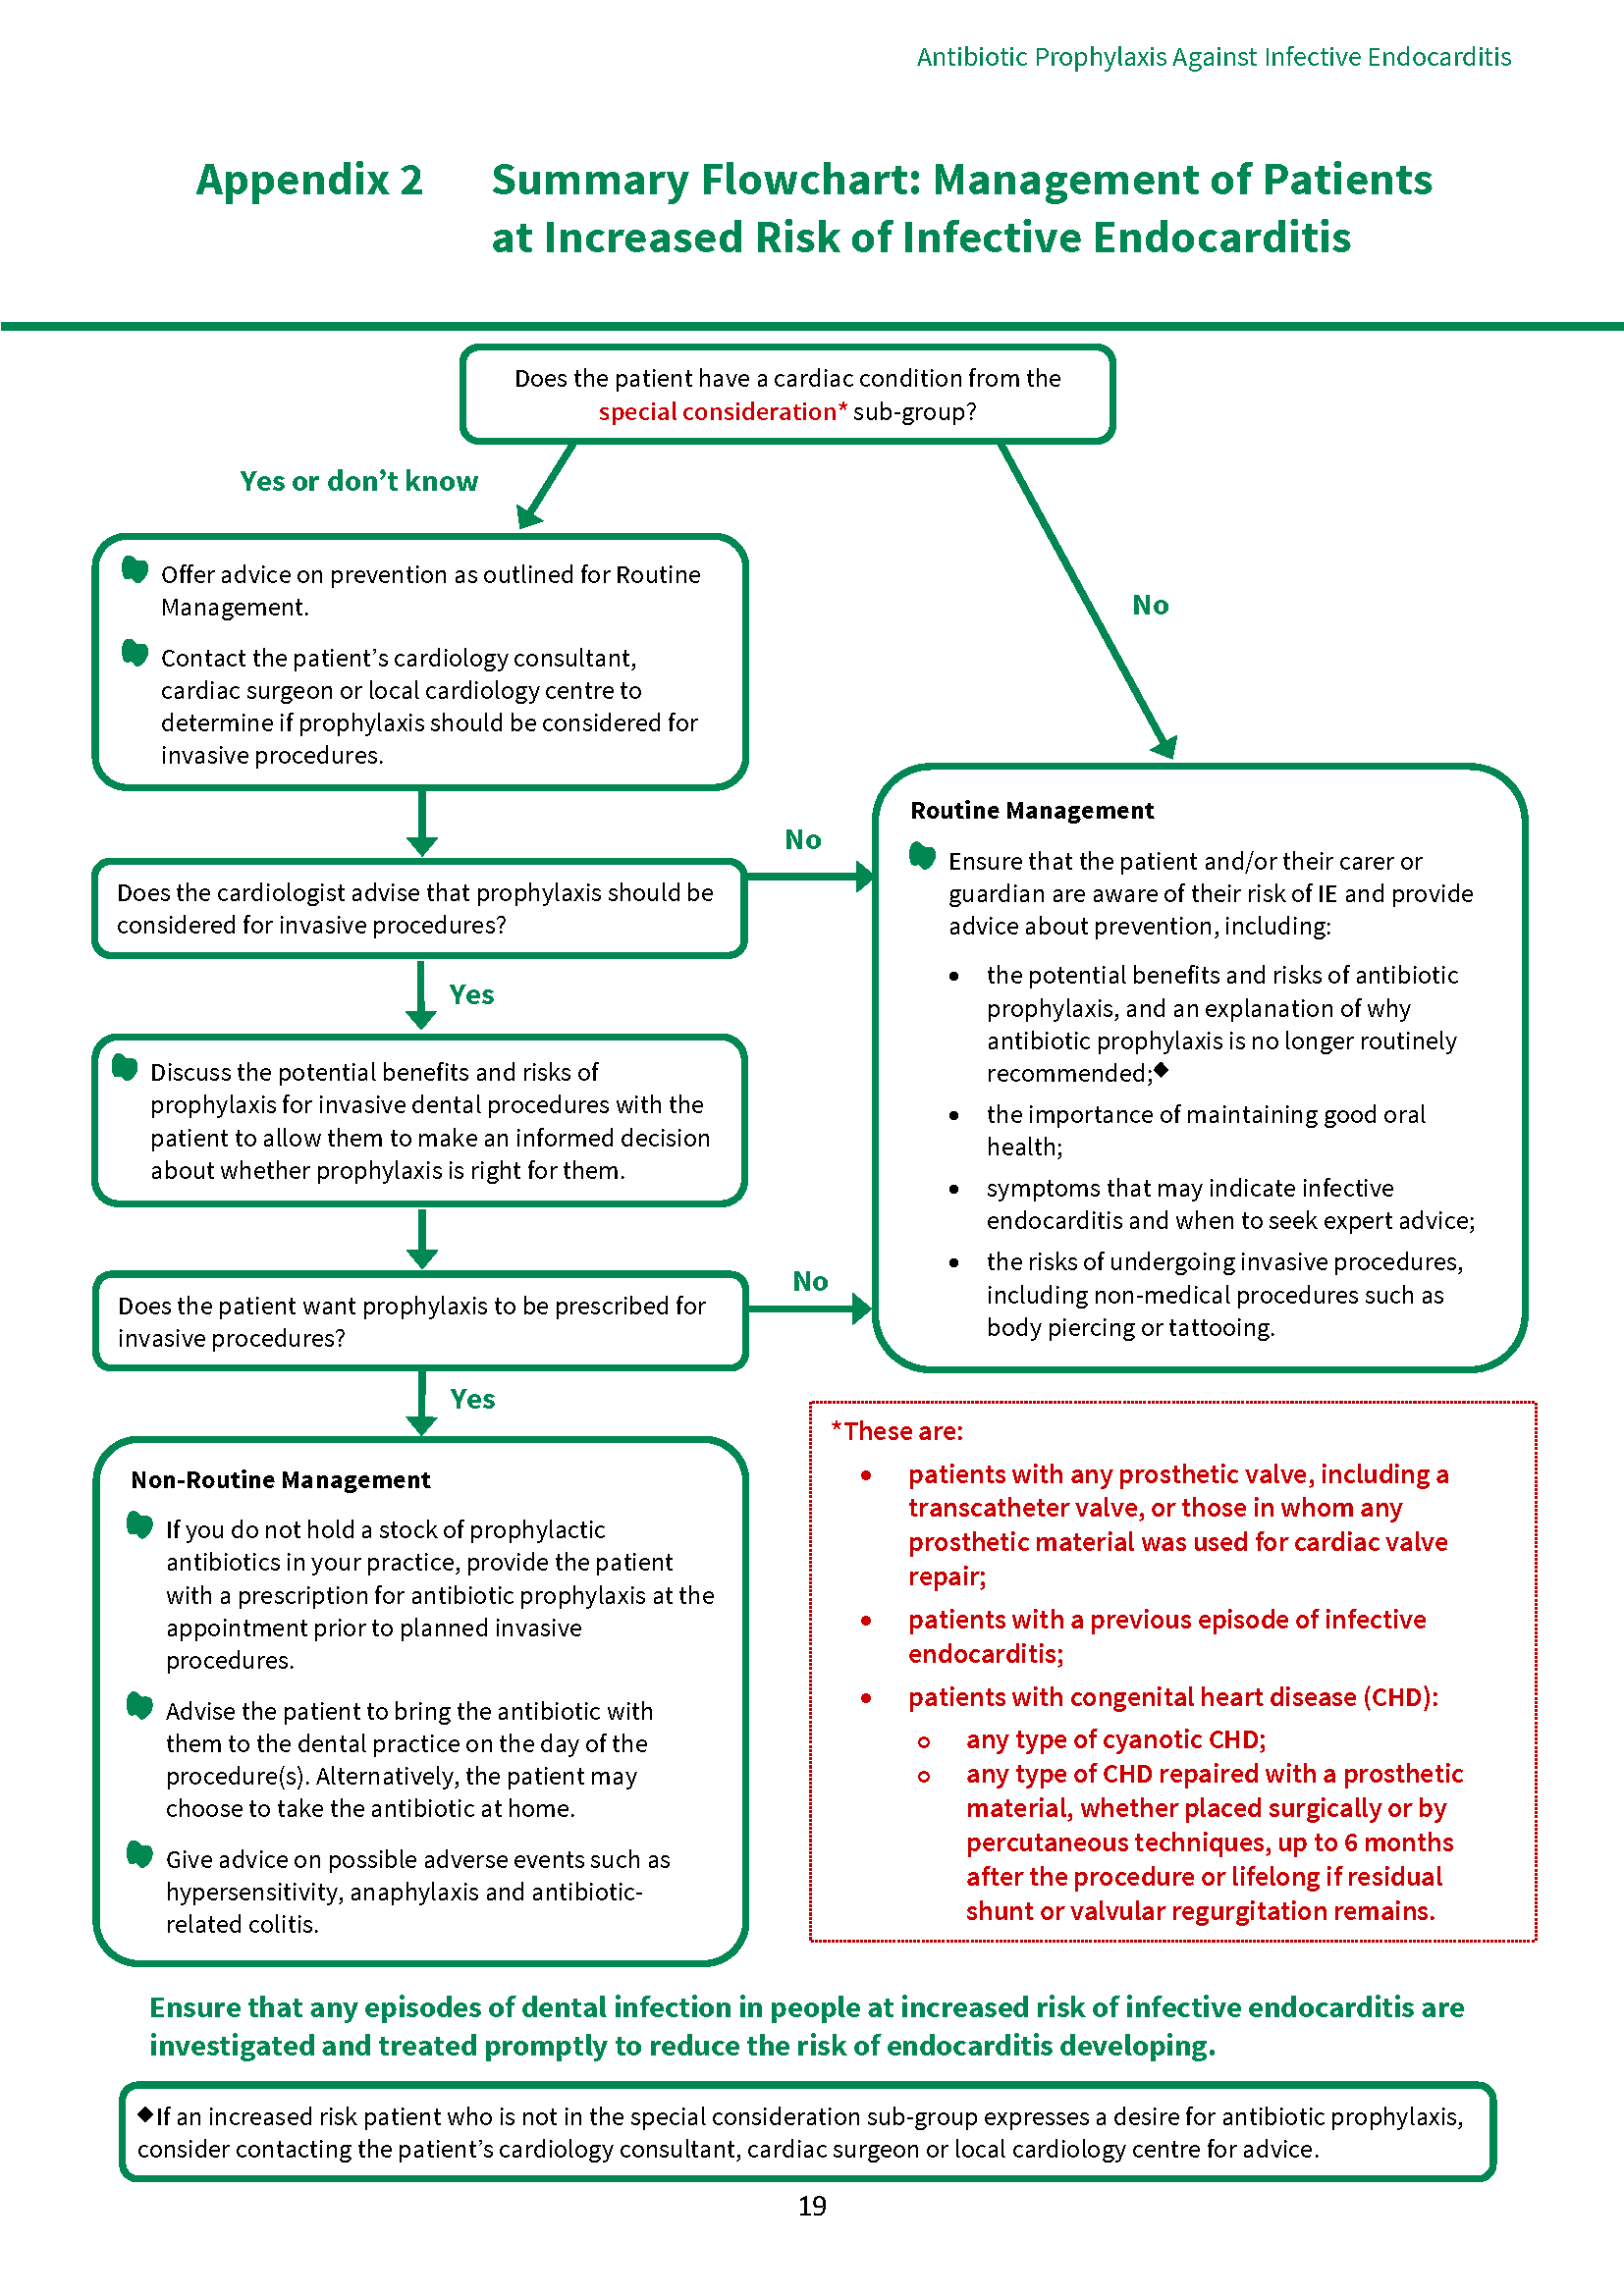 Antibiotic Prophylaxis Against Infective Endocarditis
Appendix 2 Summary Flowchart: Management of Patients
at Increased Risk of Infective Endocarditis
Does the patient have a cardiac condition from the
special consideration* sub-group?
Yes or don’t know
No
Offer advice on prevention as outlined for Routine
Management.
Contact the patient’s cardiology consultant,
cardiac surgeon or local cardiology centre to
determine if prophylaxis should be considered for
invasive procedures.
Does the cardiologist advise that prophylaxis should be
considered for invasive procedures?
No
Yes
Discuss the potential benefits and risks of
prophylaxis for invasive dental procedures with the
patient to allow them to make an informed decision
about whether prophylaxis is right for them.
Does the patient want prophylaxis to be prescribed for
invasive procedures?
No
Yes
Routine Management
Ensure that the patient and/or their carer or
guardian are aware of their risk of IE and provide
advice about prevention, including:
• the potential benefits and risks of antibiotic
prophylaxis, and an explanation of why
antibiotic prophylaxis is no longer routinely
recommended;◆
• the importance of maintaining good oral
health;
• symptoms that may indicate infective
endocarditis and when to seek expert advice;
• the risks of undergoing invasive procedures,
including non-medical procedures such as
body piercing or tattooing.
Non-Routine Management
If you do not hold a stock of prophylactic
antibiotics in your practice, provide the patient
with a prescription for antibiotic prophylaxis at the
appointment prior to planned invasive
procedures.
Advise the patient to bring the antibiotic with
them to the dental practice on the day of the
procedure(s). Alternatively, the patient may
choose to take the antibiotic at home.
Give advice on possible adverse events such as
hypersensitivity, anaphylaxis and antibiotic-
related colitis.
*These are:
• patients with any prosthetic valve, including a
transcatheter valve, or those in whom any
prosthetic material was used for cardiac valve
repair;
• patients with a previous episode of infective
endocarditis;
• patients with congenital heart disease (CHD):
o any type of cyanotic CHD;
o any type of CHD repaired with a prosthetic
material, whether placed surgically or by
percutaneous techniques, up to 6 months
after the procedure or lifelong if residual
shunt or valvular regurgitation remains.
Ensure that any episodes of dental infection in people at increased risk of infective endocarditis are
investigated and treated promptly to reduce the risk of endocarditis developing.
◆If an increased risk patient who is not in the special consideration sub-group expresses a desire for antibiotic prophylaxis,
consider contacting the patient’s cardiology consultant, cardiac surgeon or local cardiology centre for advice.
19